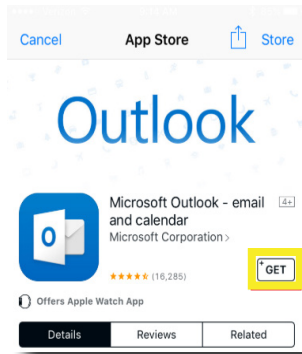 Cancel App Store Store
Outlook
Microsoft Outlook - email 4+
and calendar
Microsoft Corporation >
(16,285)
+ GET
Offers Apple Watch App
Details Reviews Related